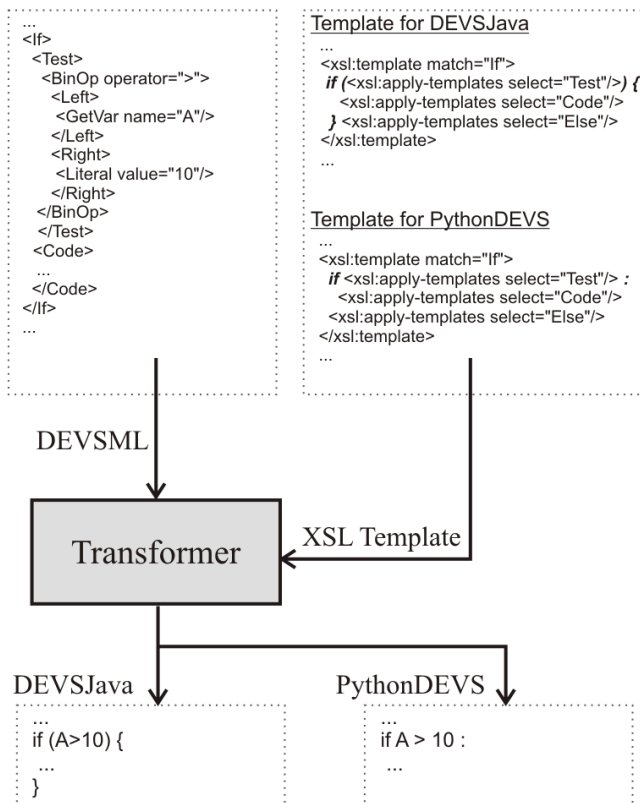 ...
<If>
<Test>
<BinOp operator=">">
<Left>
<GetVar name="A"/>
</Left>
<Right>
<Literal value="10"/>
</Right>
</BinOp>
</Test>
<Code>
...
</Code>
</If>
...
Template for DEVSJava
...
<xsl:template match="If">
if (<xsl:apply-templates select="Test"/>) {
<xsl:apply-templates select="Code"/>
} <xsl:apply-templates select="Else"/>
</xsl:template>
...
Template for PythonDEVS
...
<xsl:template match="If">
if <xsl:apply-templates select="Test"/> :
<xsl:apply-templates select="Code"/>
<xsl:apply-templates select="Else"/>
</xsl:template>
...
DEVSML
XSL Template
Transformer
DEVSJava
PythonDEVS
...
if (A>10) {
...
}
...
if A > 10 :
...